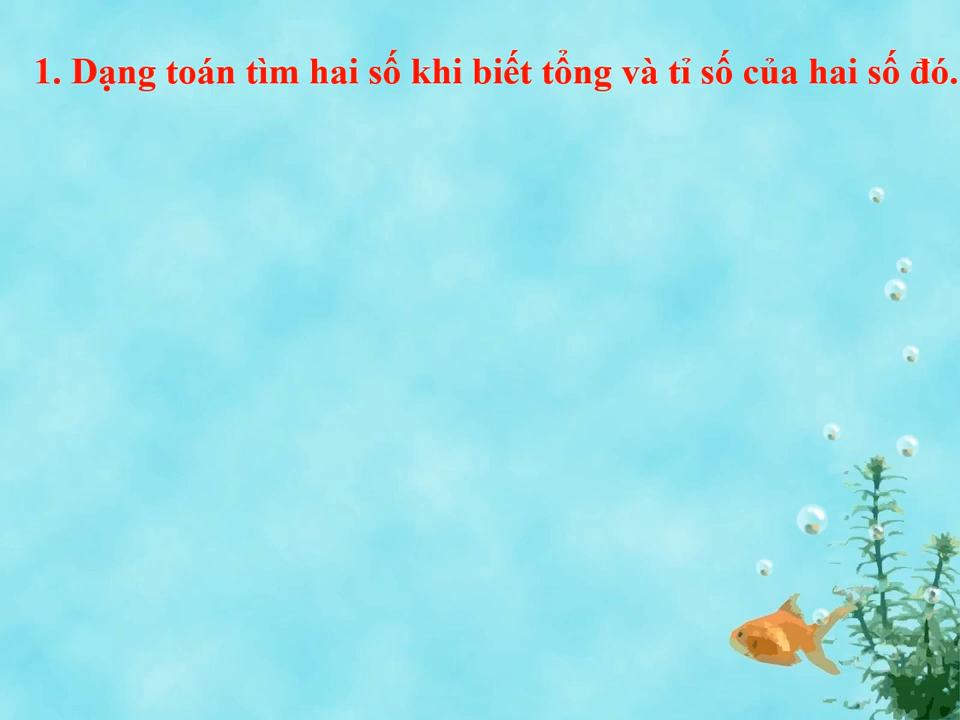 1. Dạng toán tìm hai số khi biết tổng và tỉ số của hai số đó.